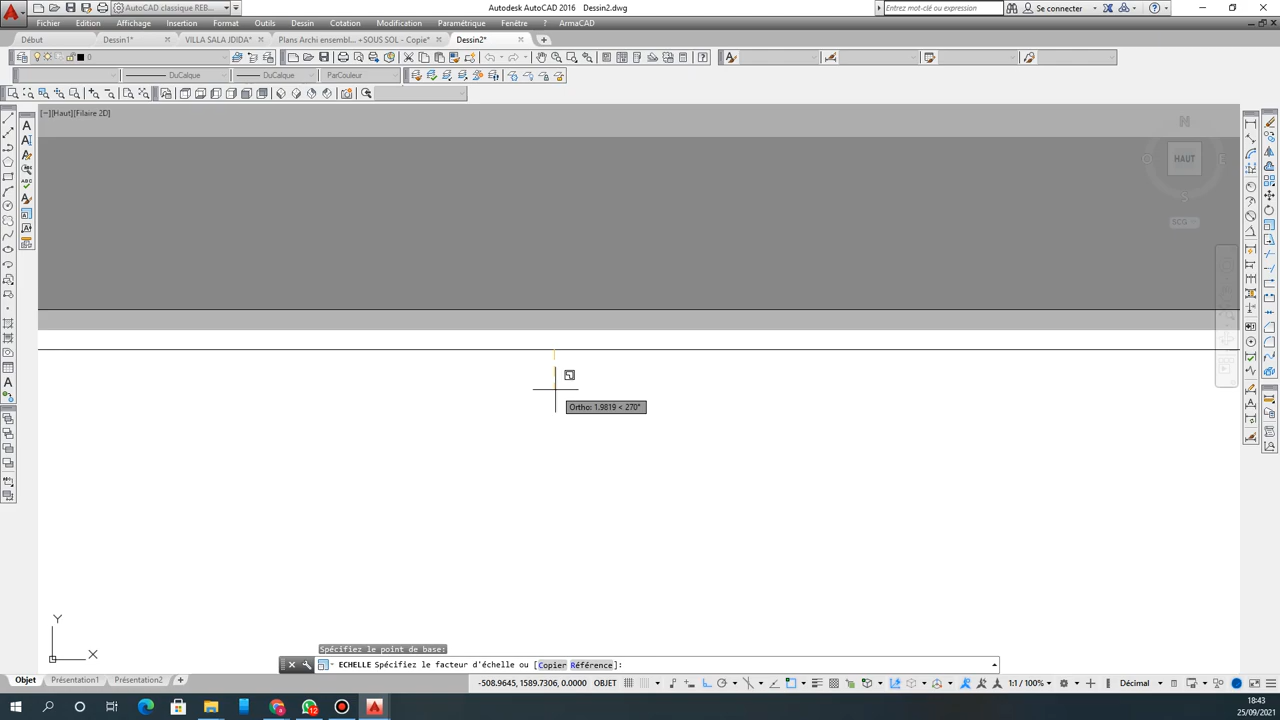 AutoCAD classique REB...
Autodesk AutoCAD 2016   Dessin2.dwg
Entrez mot-clé ou expression
Se connecter
Fichier Edition Affichage Insertion Format Outils Dessin Cotation Modification Paramétrique Fenêtre ? ArmaCAD
Début Dessin1* VILLA SALA JDIDA* Plans Archi ensembl... +SOUS SOL - Copie* Dessin2*
0
DuCalque DuCalque ParCouleur
[−][Haut][Filaire 2D]
N
O HAUT E
S
SCG
Ortho: 1.9819 < 270°
Y
X
Spécifiez le point de base:
ECHELLE Spécifiez le facteur d'échelle ou [Copier Référence]:
Objet Présentation1 Présentation2 +
-508.9645, 1589.7306, 0.0000 OBJET 1:1 / 100% Décimal
12
18:43
25/09/2021